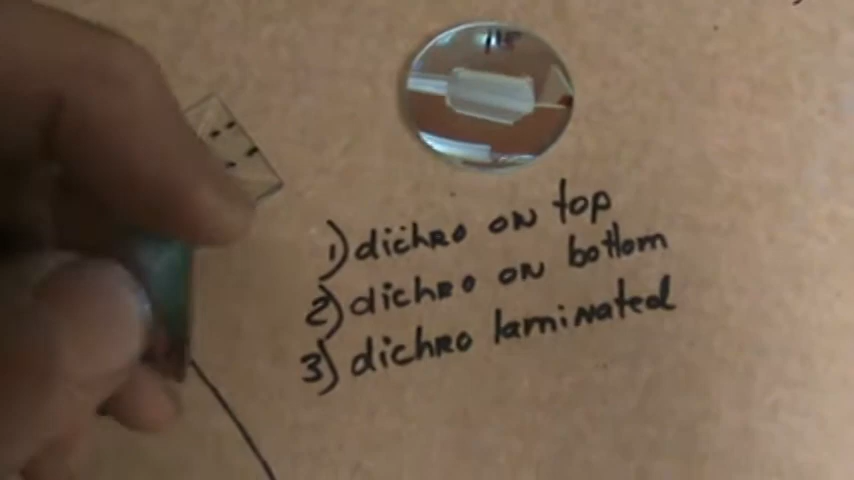 1) dichro on top
2) dichro on bottom
3) dichro laminated